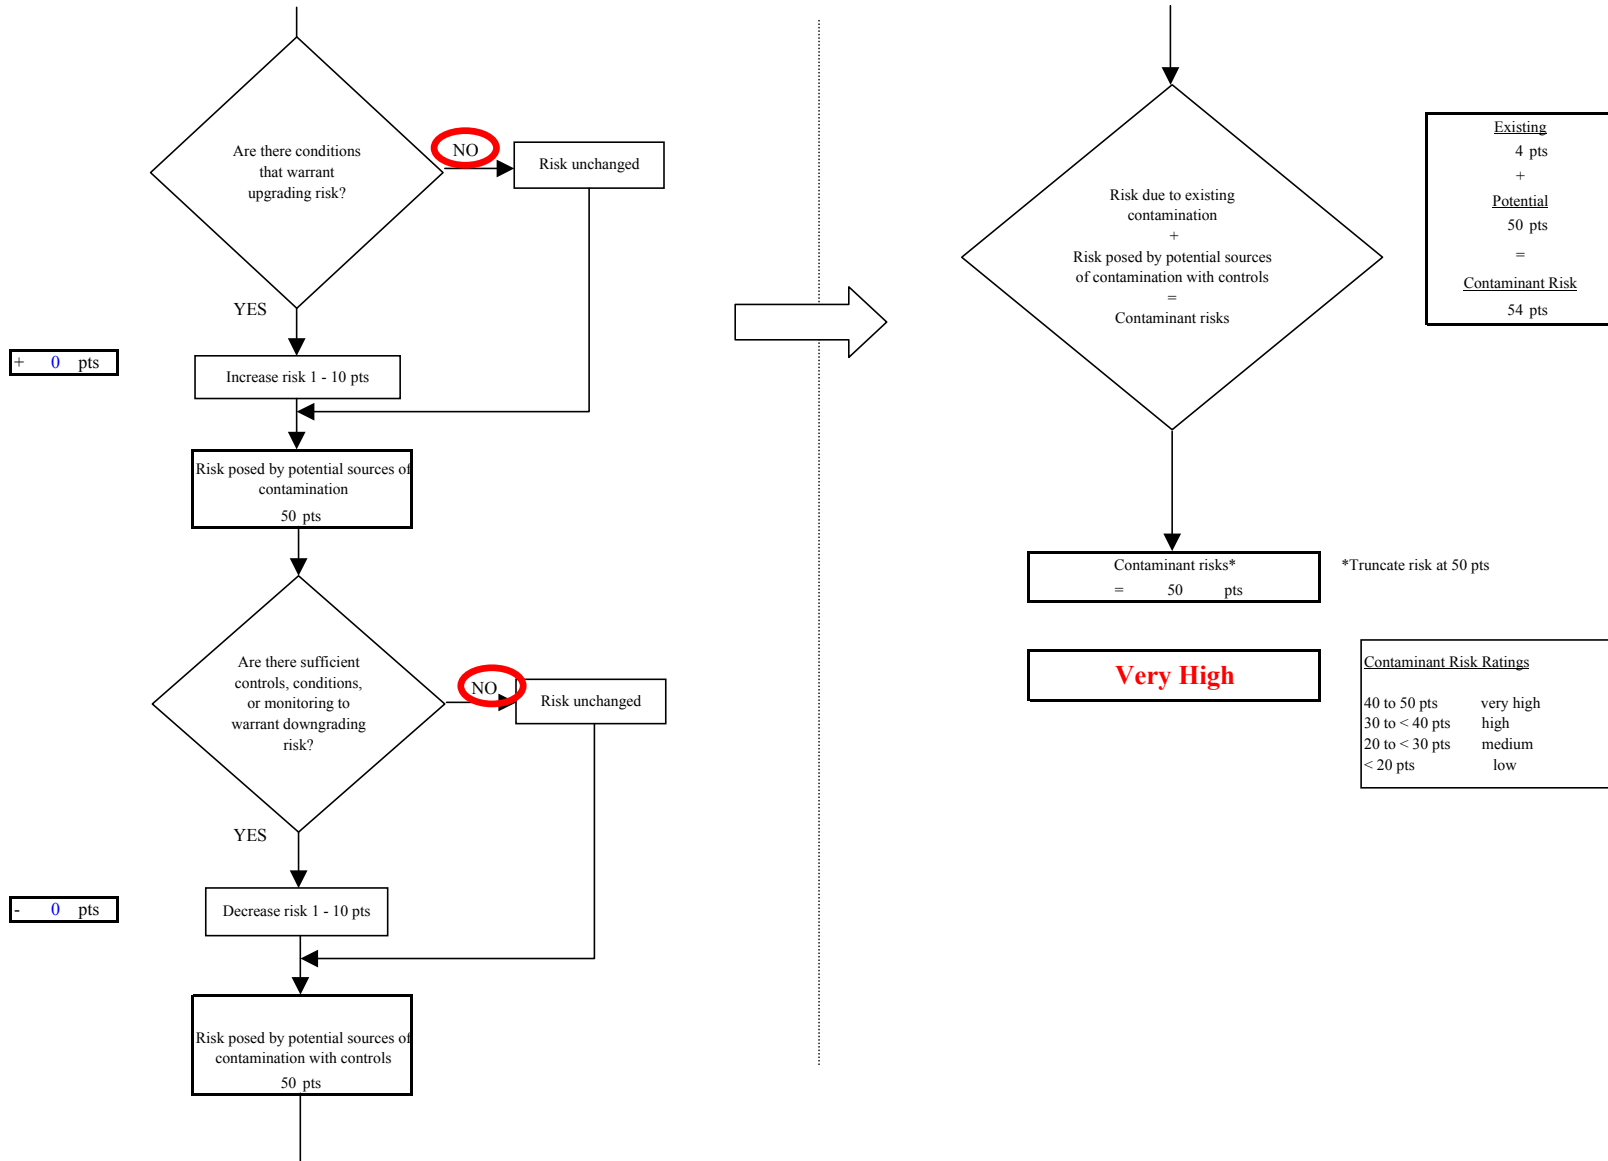 Are there conditions
that warrant
upgrading risk?
NO
Risk unchanged
YES
+ 0 pts
Increase risk 1 - 10 pts
Risk posed by potential sources of
contamination
50 pts
Are there sufficient
controls, conditions,
or monitoring to
warrant downgrading
risk?
NO
Risk unchanged
YES
- 0 pts
Decrease risk 1 - 10 pts
Risk posed by potential sources of
contamination with controls
50 pts
Risk due to existing
contamination
+
Risk posed by potential sources
of contamination with controls
=
Contaminant risks
Existing
4 pts
+
Potential
50 pts
=
Contaminant Risk
54 pts
Contaminant risks*
= 50 pts
*Truncate risk at 50 pts
Very High
Contaminant Risk Ratings
40 to 50 pts very high
30 to < 40 pts high
20 to < 30 pts medium
< 20 pts low